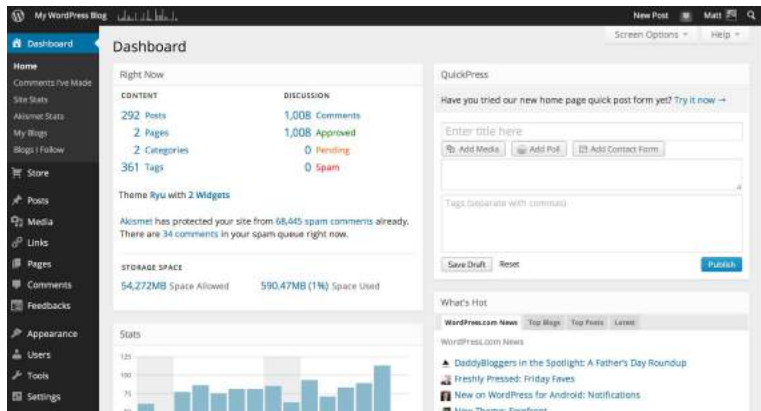 My WordPress Blog
New Post
Matt
Screen Options
Help
Dashboard
Home
Comments I've Made
Site Stats
Akismet Stats
My Blogs
Blogs I Follow
Store
Posts
Media
Links
Pages
Comments
Feedbacks
Appearance
Users
Tools
Settings
Dashboard
Right Now
CONTENT
DISCUSSION
292 Posts
1,008 Comments
2 Pages
1,008 Approved
2 Categories
0 Pending
361 Tags
0 Spam
Theme Ryu with 2 Widgets
Akismet has protected your site from 68,445 spam comments already.
There are 34 comments in your spam queue right now.
STORAGE SPACE
54,272MB Space Allowed
590.47MB (1%) Space Used
Stats
125
100
75
QuickPress
Have you tried our new home page quick post form yet? Try it now →
Enter title here
Add Media
Add Poll
Add Contact Form
Tags (separate with commas)
Save Draft
Reset
Publish
What's Hot
WordPress.com News
Top Blogs
Top Posts
Latest
WordPress.com News
DaddyBloggers in the Spotlight: A Father's Day Roundup
Freshly Pressed: Friday Faves
New on WordPress for Android: Notifications
New Theme: Forefront